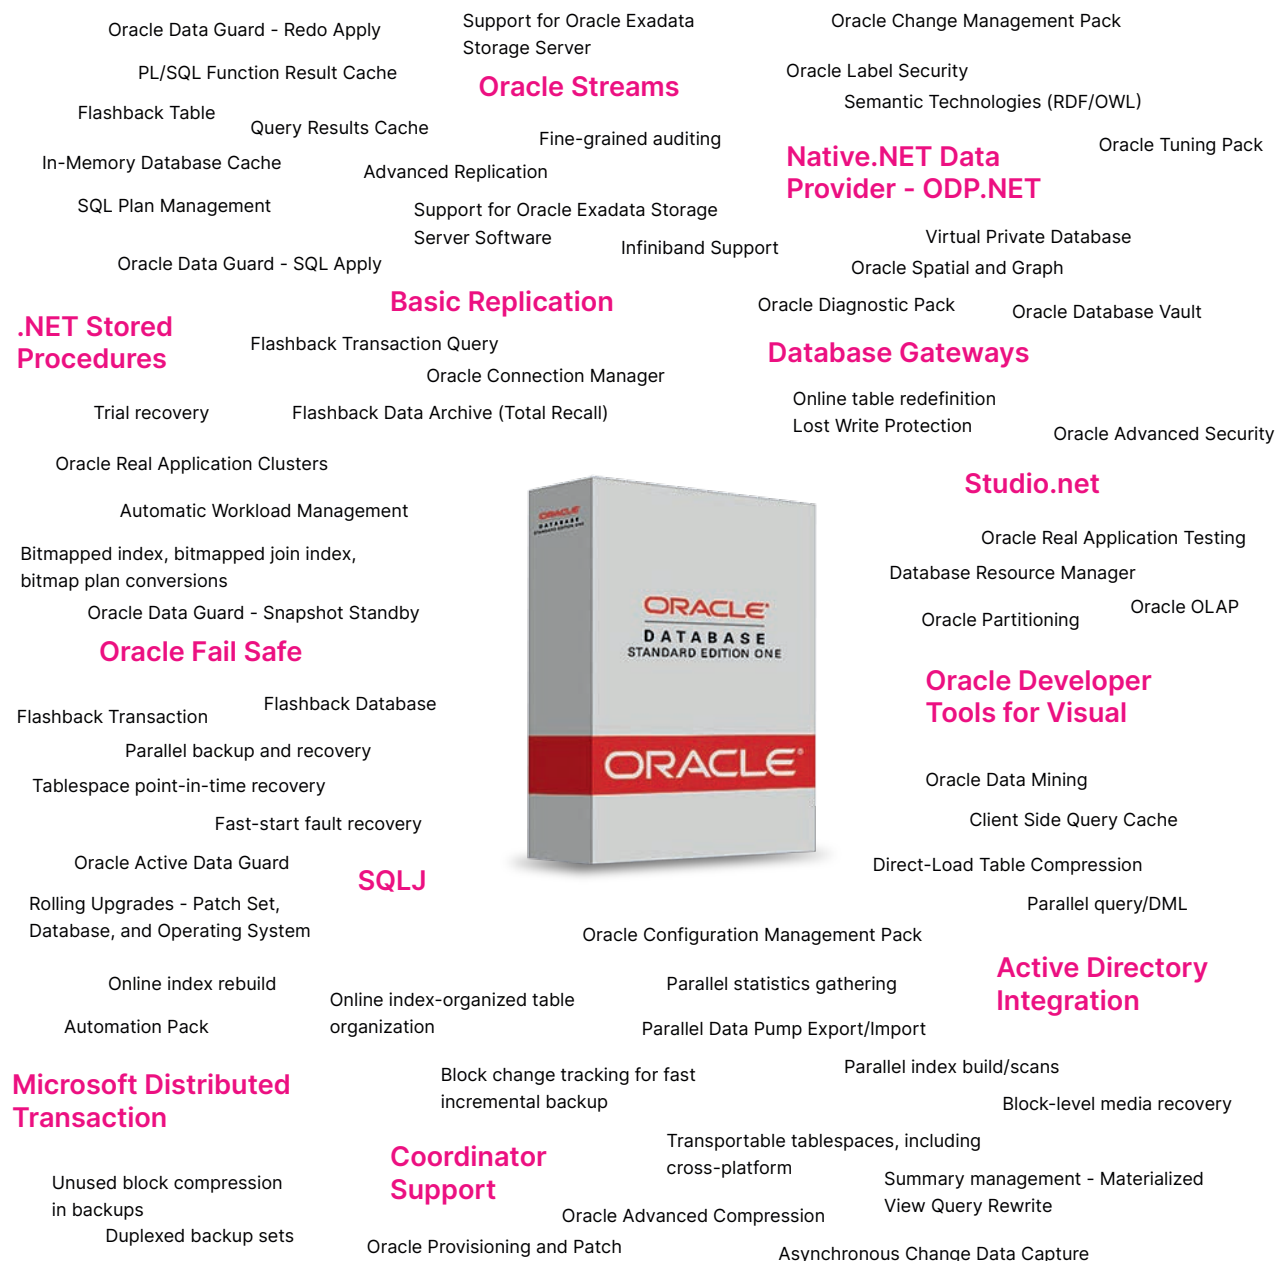 Oracle Data Guard - Redo Apply
Support for Oracle Exadata
Storage Server
Oracle Change Management Pack
PL/SQL Function Result Cache
Oracle Streams
Oracle Label Security
Semantic Technologies (RDF/OWL)
Flashback Table
Query Results Cache
Fine-grained auditing
Oracle Tuning Pack
Native.NET Data
Provider - ODP.NET
In-Memory Database Cache
Advanced Replication
SQL Plan Management
Support for Oracle Exadata Storage
Server Software
Infiniband Support
Virtual Private Database
Oracle Data Guard - SQL Apply
Oracle Spatial and Graph
Basic Replication
Oracle Diagnostic Pack
Oracle Database Vault
.NET Stored
Procedures
Flashback Transaction Query
Database Gateways
Oracle Connection Manager
Trial recovery
Flashback Data Archive (Total Recall)
Online table redefinition
Lost Write Protection
Oracle Advanced Security
Oracle Real Application Clusters
Studio.net
Automatic Workload Management
ORACLE
DATABASE
STANDARD EDITION ONE
Oracle Real Application Testing
Bitmapped index, bitmapped join index,
bitmap plan conversions
Database Resource Manager
Oracle Data Guard - Snapshot Standby
ORACLE
DATABASE
STANDARD EDITION ONE
Oracle Partitioning
Oracle OLAP
Oracle Fail Safe
Oracle Developer
Tools for Visual
Flashback Transaction
Flashback Database
Parallel backup and recovery
ORACLE
Tablespace point-in-time recovery
Oracle Data Mining
Fast-start fault recovery
Client Side Query Cache
Oracle Active Data Guard
SQLJ
Direct-Load Table Compression
Rolling Upgrades - Patch Set,
Database, and Operating System
Parallel query/DML
Oracle Configuration Management Pack
Active Directory
Integration
Online index rebuild
Online index-organized table
organization
Parallel statistics gathering
Automation Pack
Parallel Data Pump Export/Import
Microsoft Distributed
Transaction
Block change tracking for fast
incremental backup
Parallel index build/scans
Block-level media recovery
Coordinator
Support
Transportable tablespaces, including
cross-platform
Unused block compression
in backups
Summary management - Materialized
View Query Rewrite
Duplexed backup sets
Oracle Advanced Compression
Oracle Provisioning and Patch
Asynchronous Change Data Capture